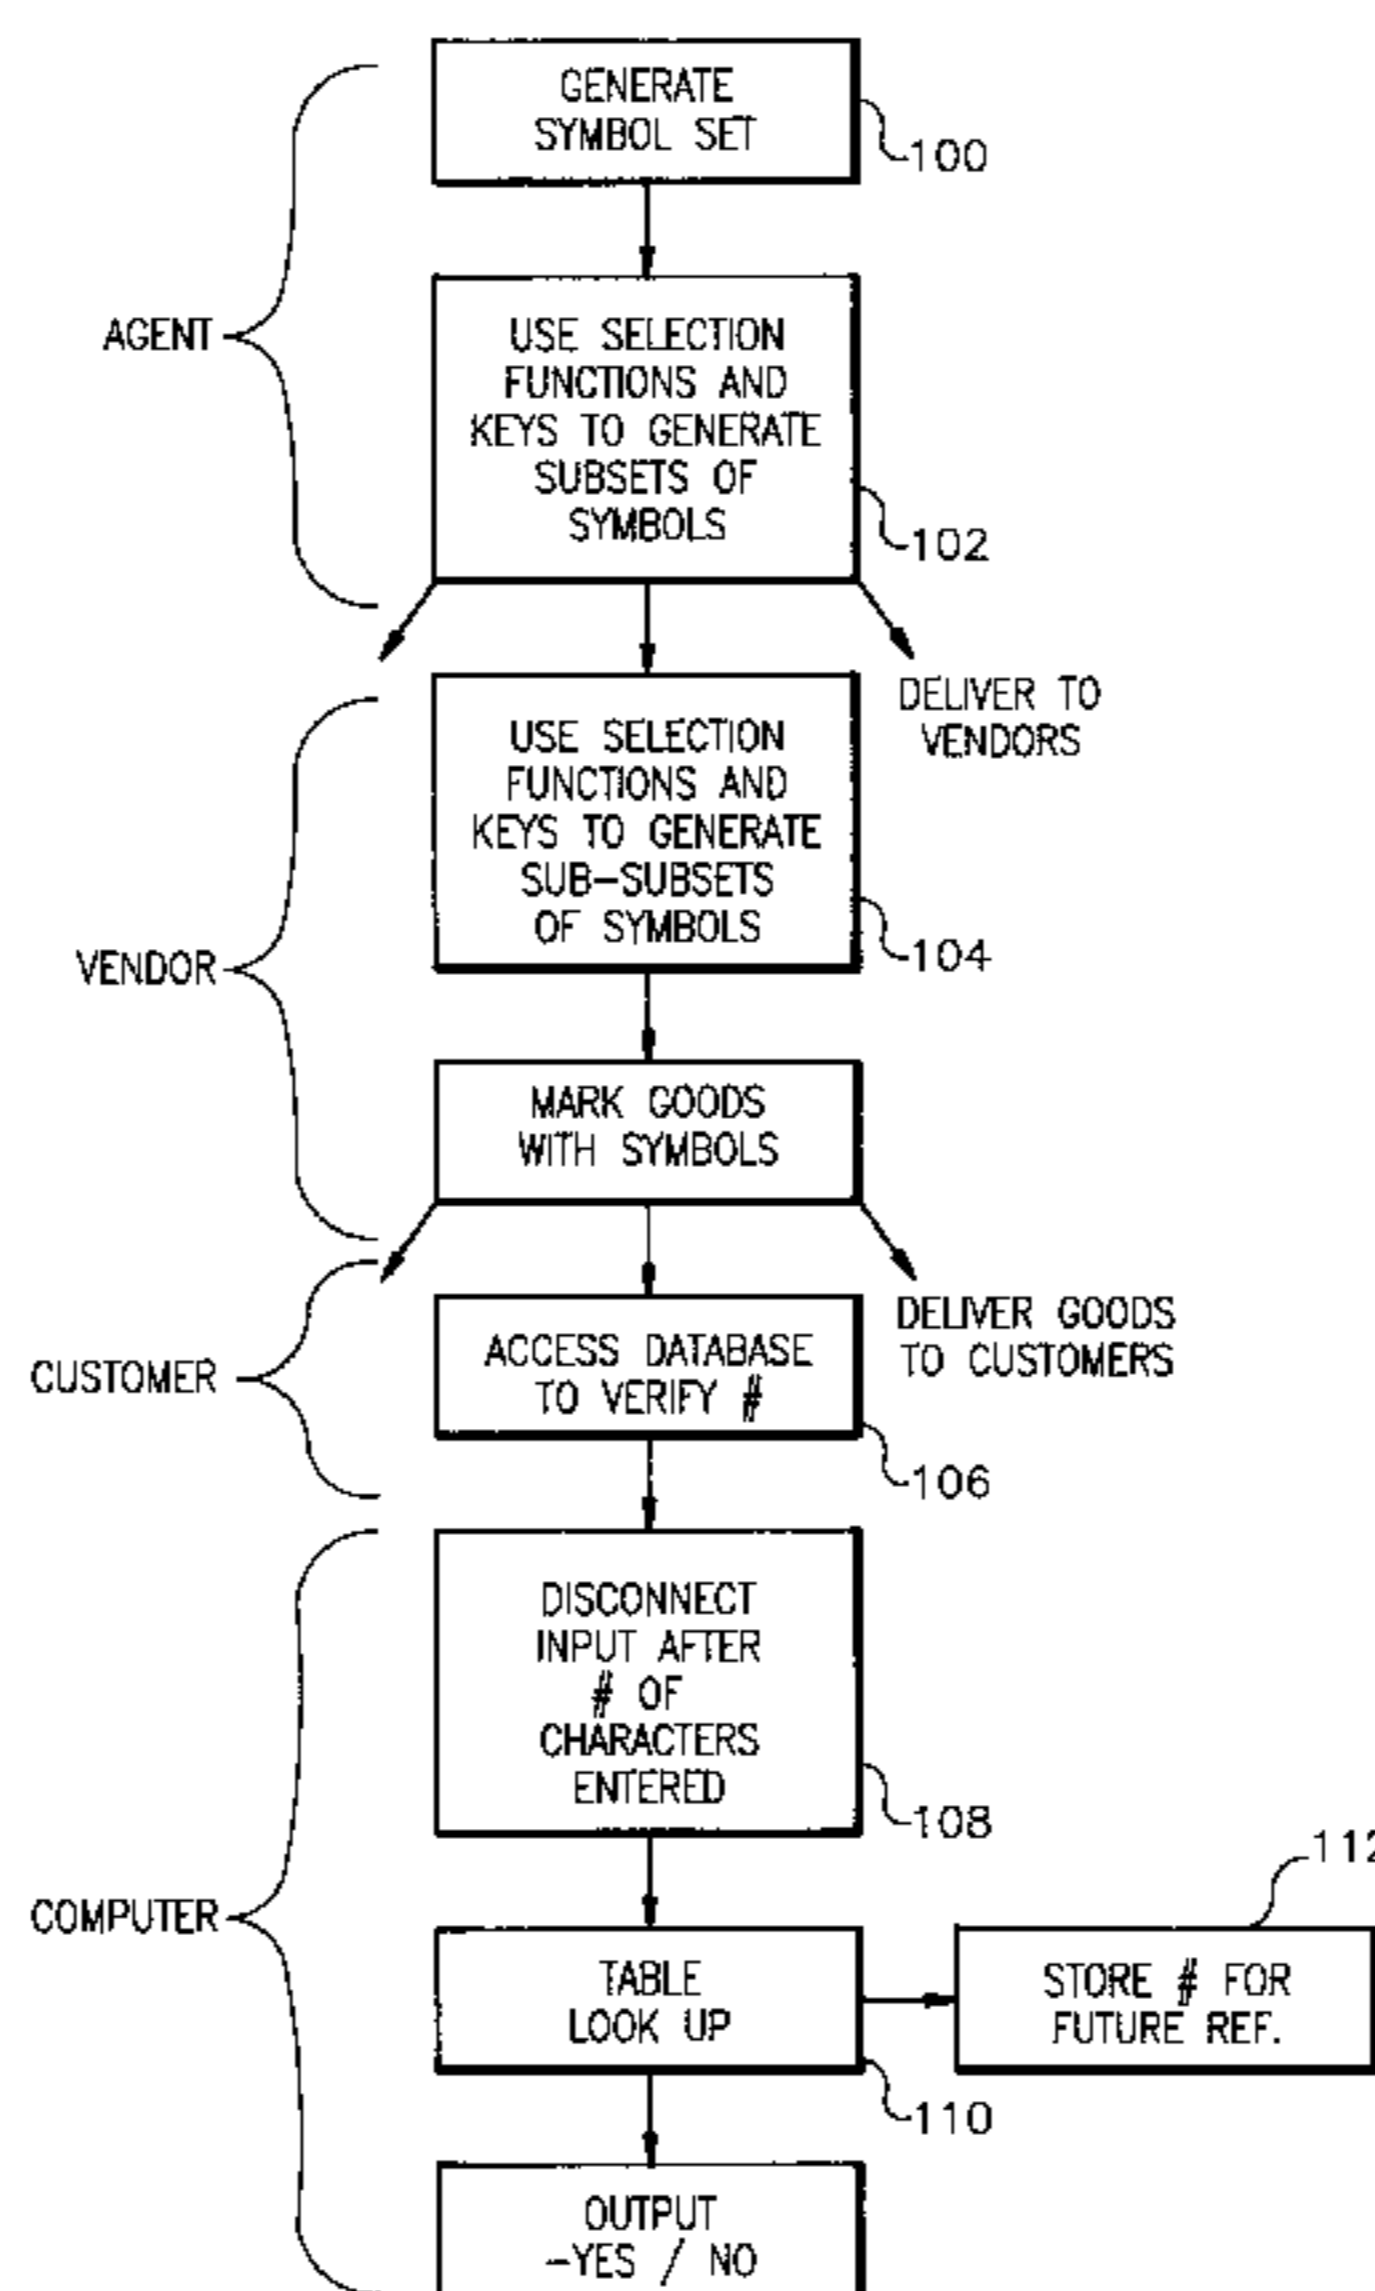 GENERATE
SYMBOL SET
100
AGENT
USE SELECTION
FUNCTIONS AND
KEYS TO GENERATE
SUBSETS OF
SYMBOLS
102
DELIVER TO
VENDORS
VENDOR
USE SELECTION
FUNCTIONS AND
KEYS TO GENERATE
SUB-SUBSETS
OF SYMBOLS
104
MARK GOODS
WITH SYMBOLS
DELIVER GOODS
TO CUSTOMERS
CUSTOMER
ACCESS DATABASE
TO VERIFY #
106
COMPUTER
DISCONNECT
INPUT AFTER
# OF
CHARACTERS
ENTERED
108
112
TABLE
LOOK UP
110
STORE # FOR
FUTURE REF.
OUTPUT
-YES / NO